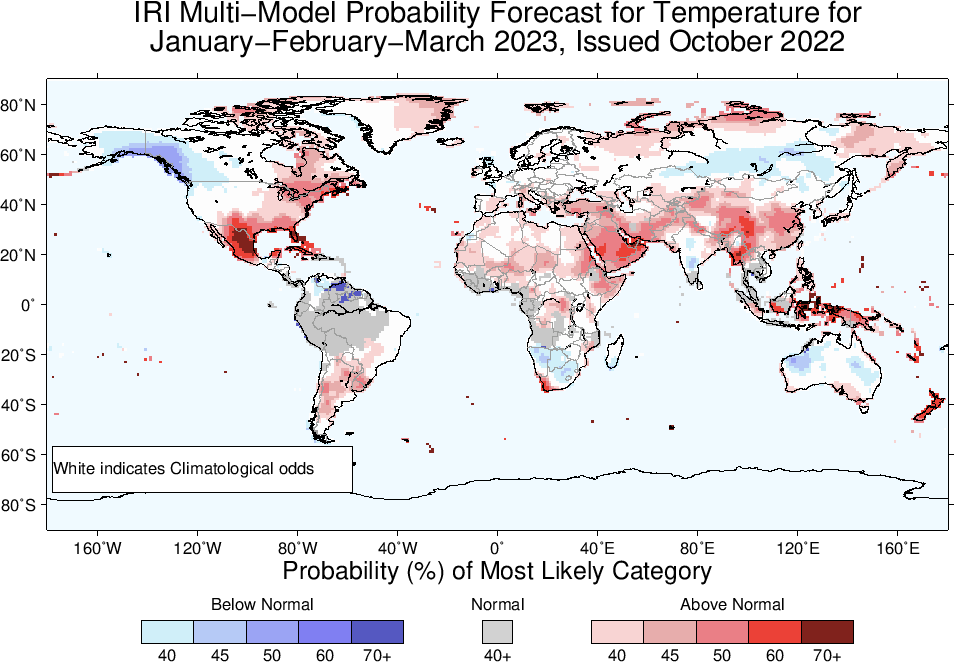 IRI Multi−Model Probability Forecast for Temperature for
January−February−March 2023, Issued October 2022
80˚N
60˚N
40˚N
20˚N
0˚
20˚S
40˚S
60˚S
80˚S
White indicates Climatological odds
160˚W 120˚W 80˚W 40˚W 0˚ 40˚E 80˚E 120˚E 160˚E
Probability (%) of Most Likely Category
Below Normal Normal Above Normal
40 45 50 60 70+ 40+ 40 45 50 60 70+